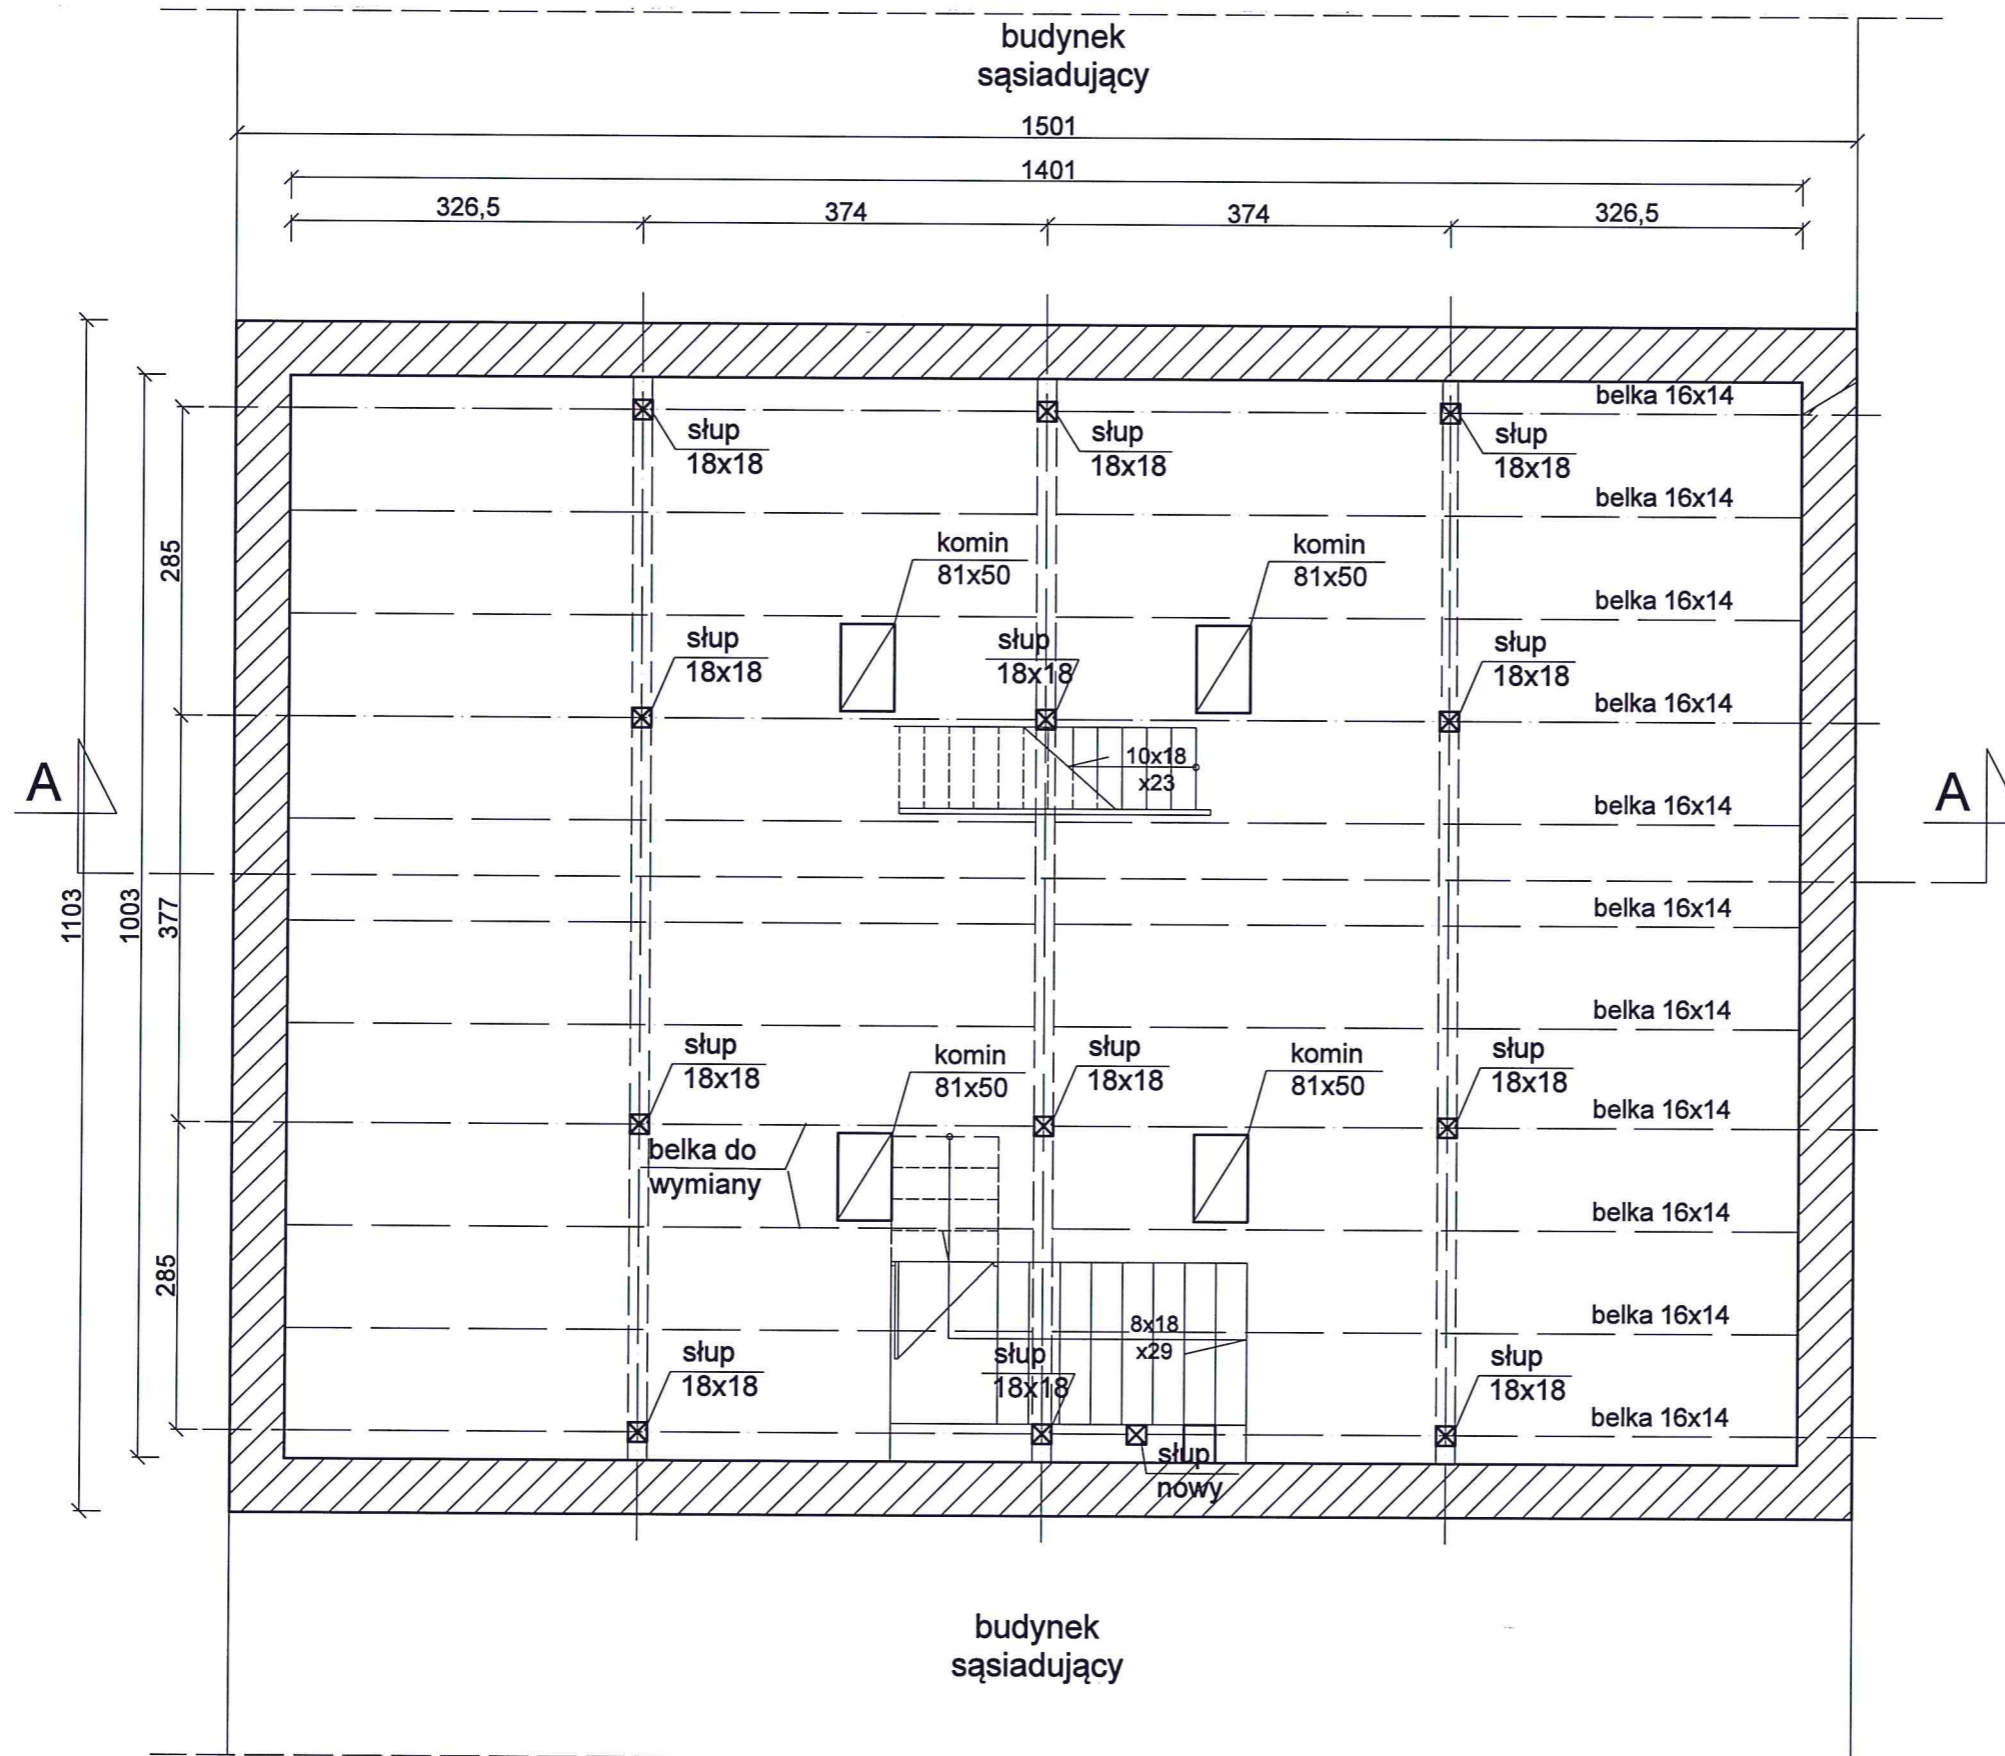 budynek
sąsiadujący
1501
1401
326,5
374
374
326,5
belka 16x14
słup
18x18
słup
18x18
słup
18x18
belka 16x14
285
komin
81x50
komin
81x50
belka 16x14
słup
18x18
słup
18x18
słup
18x18
belka 16x14
A
10x18
x23
A
belka 16x14
1103
1003
377
belka 16x14
belka 16x14
słup
18x18
komin
81x50
słup
18x18
komin
81x50
słup
18x18
belka 16x14
belka do
wymiany
belka 16x14
285
8x18
x29
belka 16x14
słup
18x18
słup
18x18
słup
18x18
belka 16x14
słup
nowy
budynek
sąsiadujący